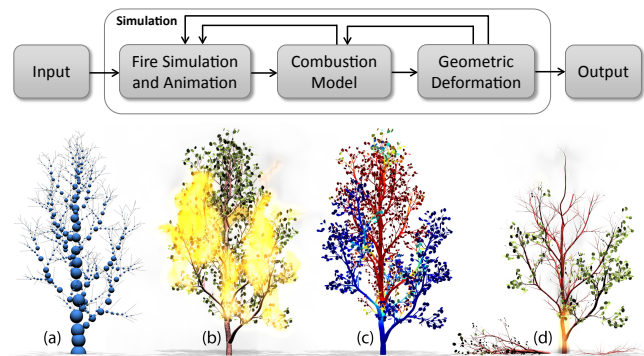 Simulation
Input
Fire Simulation
and Animation
Combustion
Model
Geometric
Deformation
Output
(a)
(b)
(c)
(d)